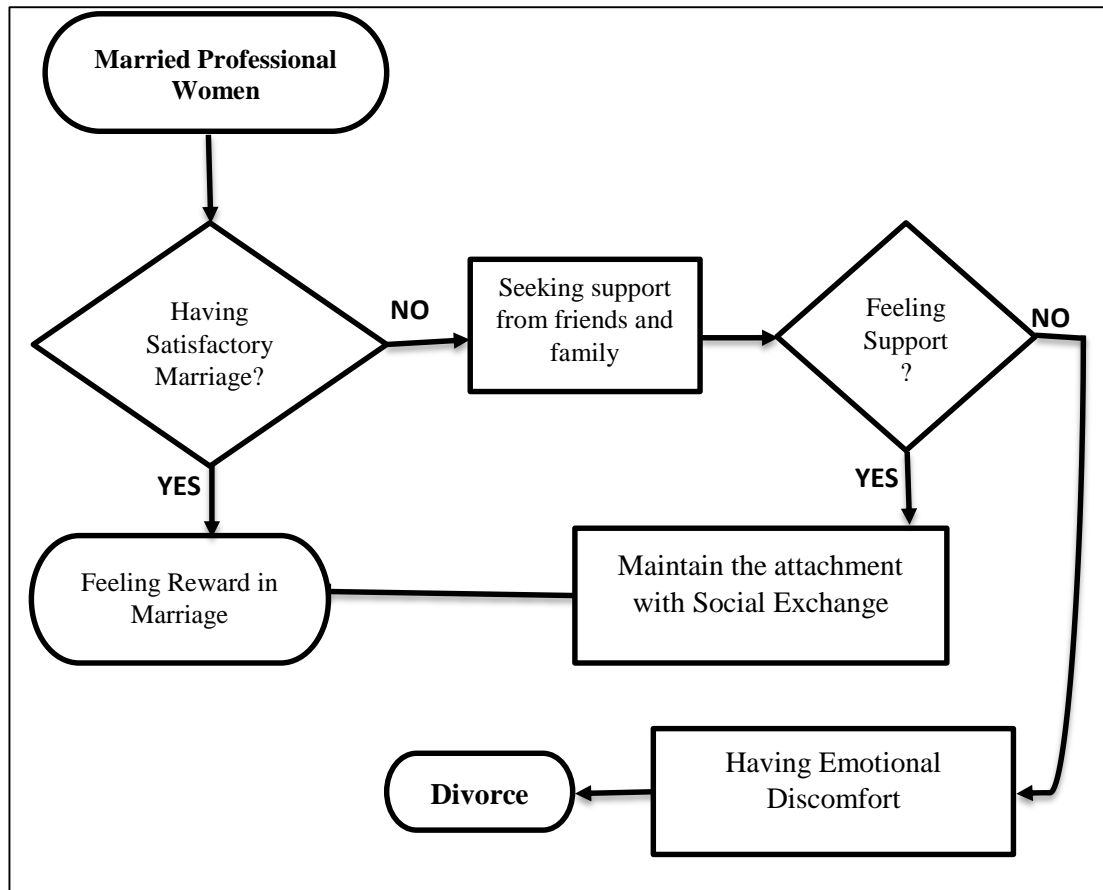 Married Professional
Women
Having
Satisfactory
Marriage?
NO
Seeking support
from friends and
family
Feeling
Support
?
NO
YES
YES
Feeling Reward in
Marriage
Maintain the attachment
with Social Exchange
Divorce
Having Emotional
Discomfort